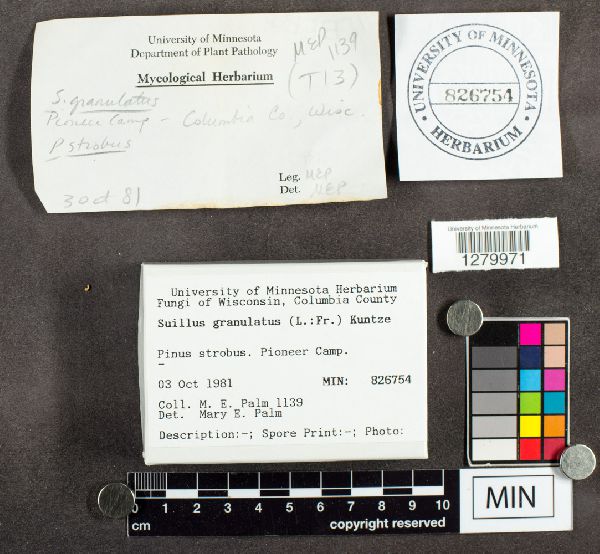 University of Minnesota
Department of Plant Pathology
Mycological Herbarium
MEP 1139
(T13)
S. granulatus
Pioneer Camp - Columbia Co., Wisc.
P strobus
Leg. MEP
Det. MEP
3 Oct 81
UNIVERSITY OF MINNESOTA
826754
HERBARIUM
University of Minnesota Herbarium
1279971
University of Minnesota Herbarium
Fungi of Wisconsin, Columbia County
Suillus granulatus (L.:Fr.) Kuntze
Pinus strobus. Pioneer Camp.
-
03 Oct 1981 MIN: 826754
Coll. M. E. Palm 1139
Det. Mary E. Palm
Description:-; Spore Print:-; Photo:
0 1 2 3 4 5 6 7 8 9 10
cm copyright reserved
MIN